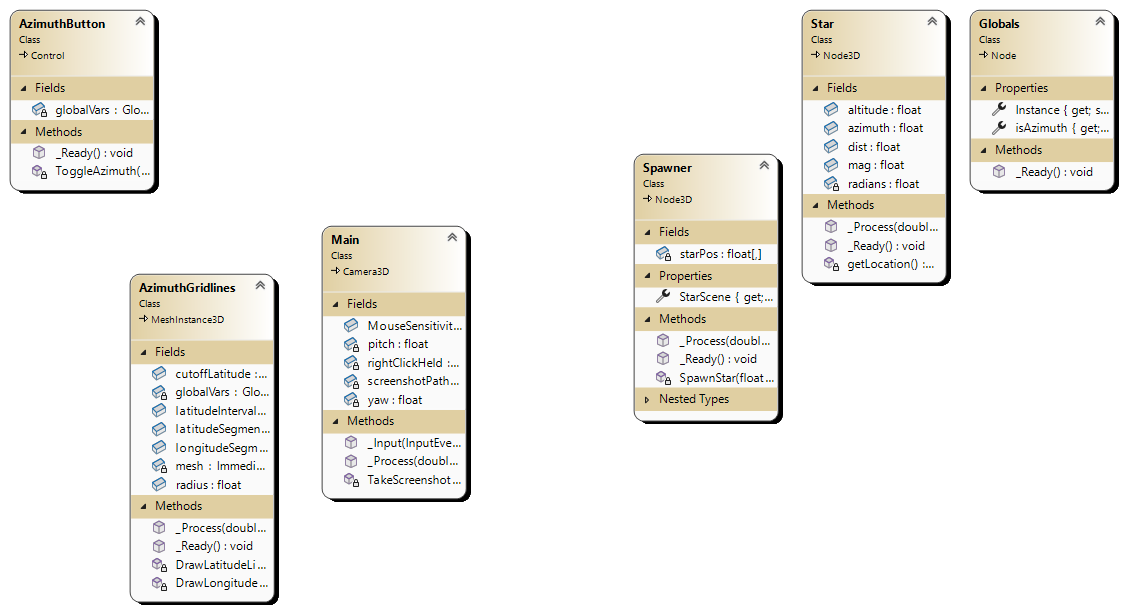 AzimuthButton
Class
Control
Fields
globalVars : Glo...
Methods
_Ready() : void
ToggleAzimuth(...
AzimuthGridlines
Class
MeshInstance3D
Fields
cutoffLatitude :...
globalVars : Glo...
latitudeInterval...
latitudeSegmen...
longitudeSegm...
mesh : Immedi...
radius : float
Methods
_Process(doubl...
_Ready() : void
DrawLatitudeLi...
DrawLongitude...
Main
Class
Camera3D
Fields
MouseSensitivit...
pitch : float
rightClickHeld :...
screenshotPath...
yaw : float
Methods
_Input(InputEve...
_Process(doubl...
TakeScreenshot...
Spawner
Class
Node3D
Fields
starPos : float[,]
Properties
StarScene { get;...
Methods
_Process(doubl...
_Ready() : void
SpawnStar(float...
Nested Types
Star
Class
Node3D
Fields
altitude : float
azimuth : float
dist : float
mag : float
radians : float
Methods
_Process(doubl...
_Ready() : void
getLocation() :...
Globals
Class
Node
Properties
Instance { get; s...
isAzimuth { get;...
Methods
_Ready() : void